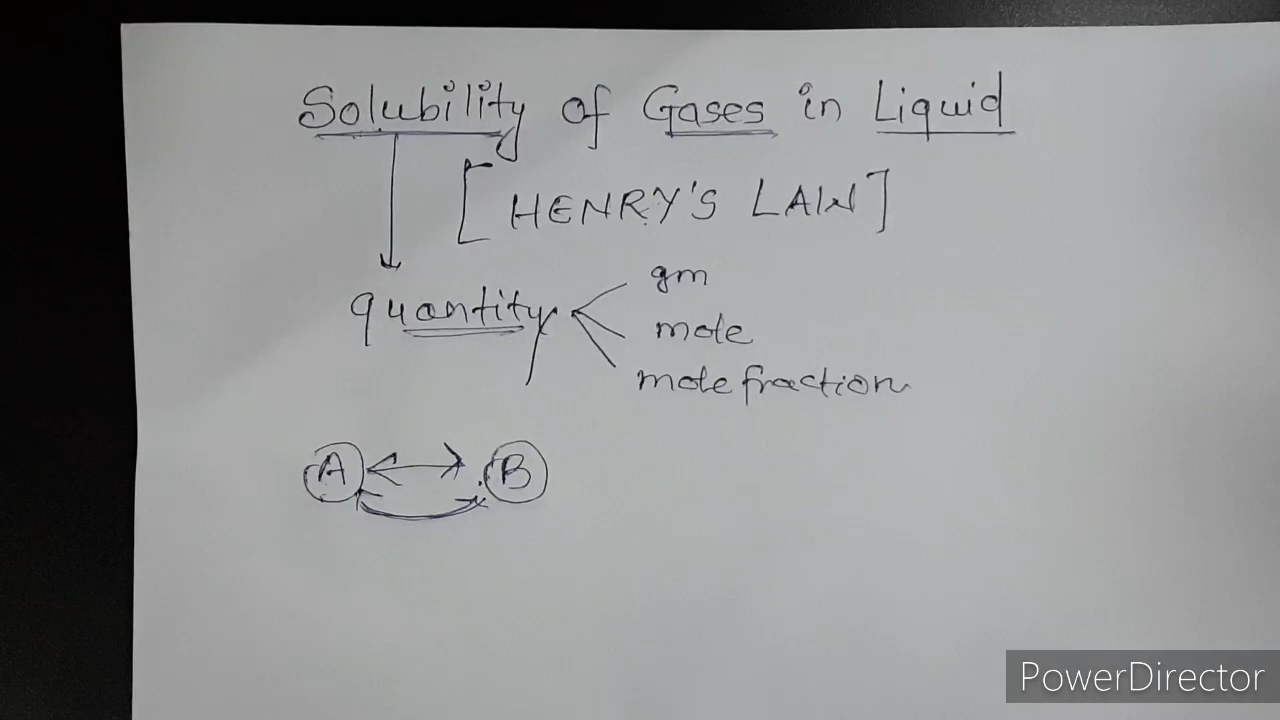 Solubility of Gases in Liquid
[HENRY'S LAW]
quantity
gm
mole
mole fraction
A B
PowerDirector